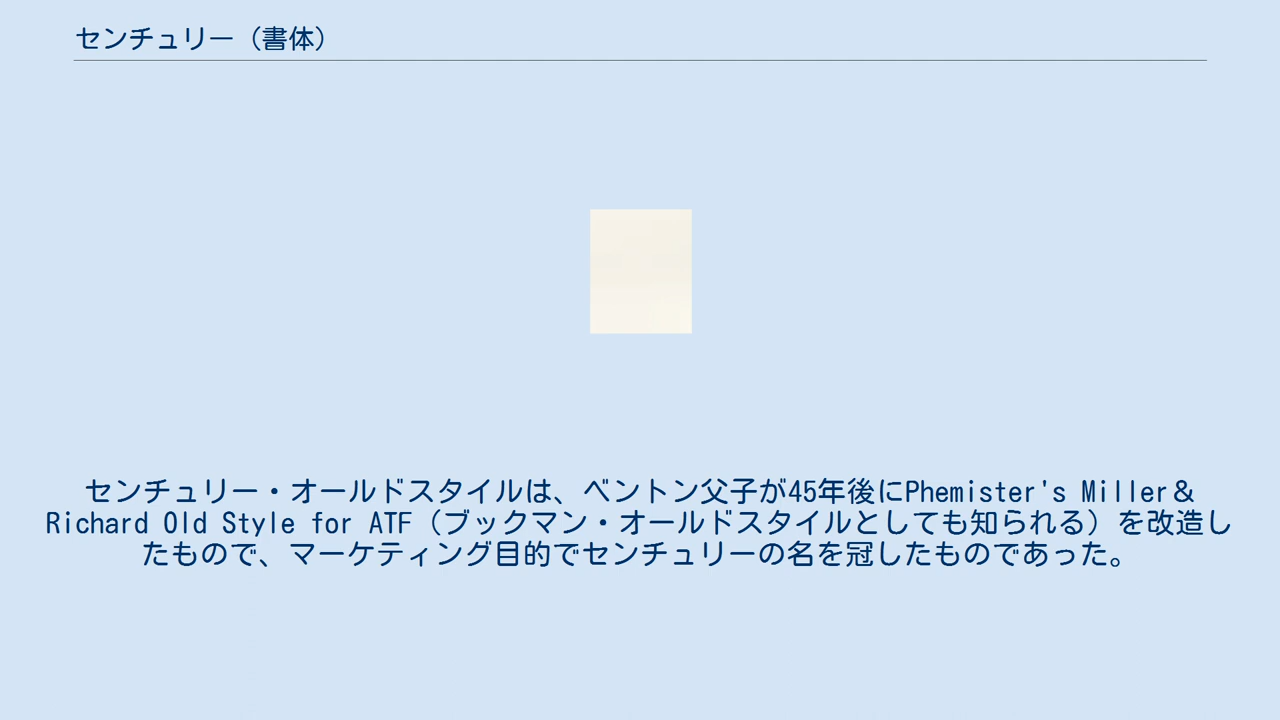 センチュリー（書体）
センチュリー・オールドスタイルは、ベントン父子が45年後にPhemister's Miller＆
Richard Old Style for ATF（ブックマン・オールドスタイルとしても知られる）を改造し
たもので、マーケティング目的でセンチュリーの名を冠したものであった。